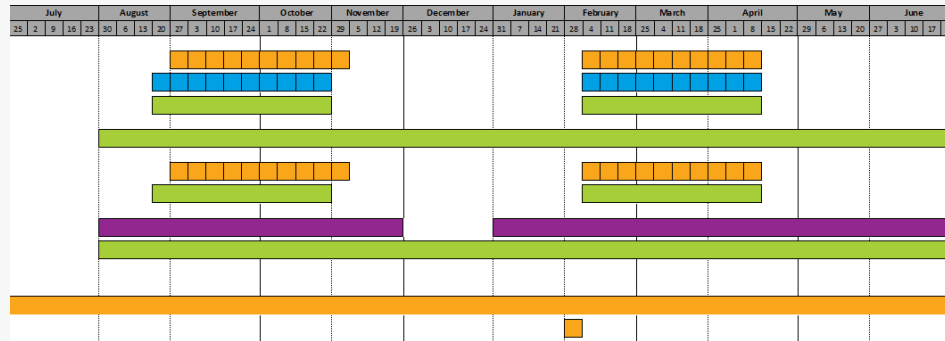 July August September October November December January February March April May June
25 2 9 16 23 30 6 13 20 27 3 10 17 24 1 8 15 22 29 5 12 19 26 3 10 17 24 31 7 14 21 28 4 11 18 25 4 11 18 25 1 8 15 22 29 6 13 20 27 3 10 17